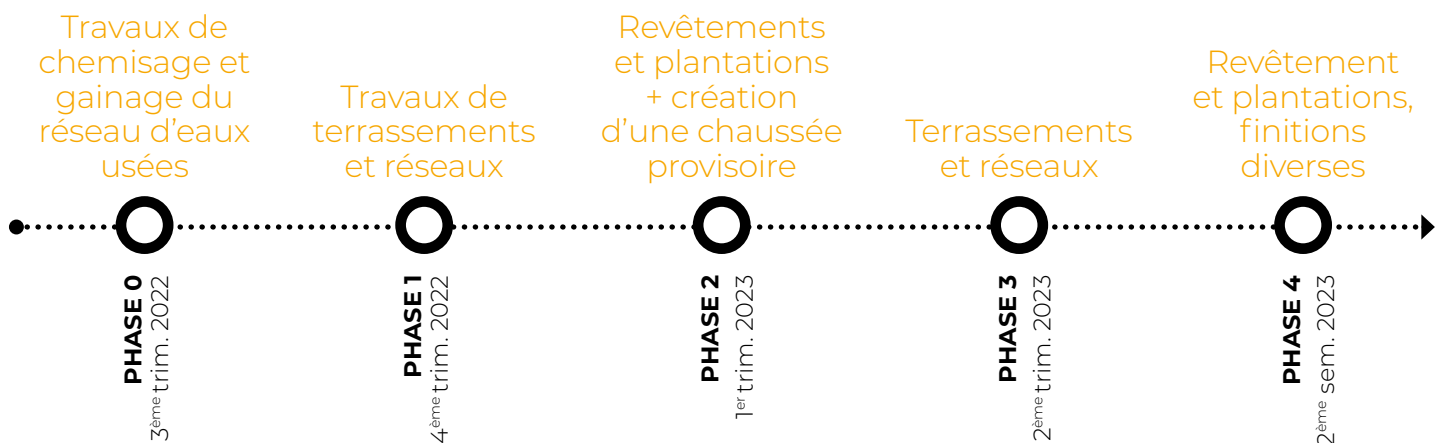 Travaux de
chemisage et
gainage du
réseau d’eaux
usées
Travaux de
terrassements
et réseaux
Revêtements
et plantations
+ création
d’une chaussée
provisoire
Terrassements
et réseaux
Revêtement
et plantations,
finitions
diverses
PHASE 0
3ème trim. 2022
PHASE 1
4ème trim. 2022
PHASE 2
1er trim. 2023
PHASE 3
2ème trim. 2023
PHASE 4
2ème sem. 2023